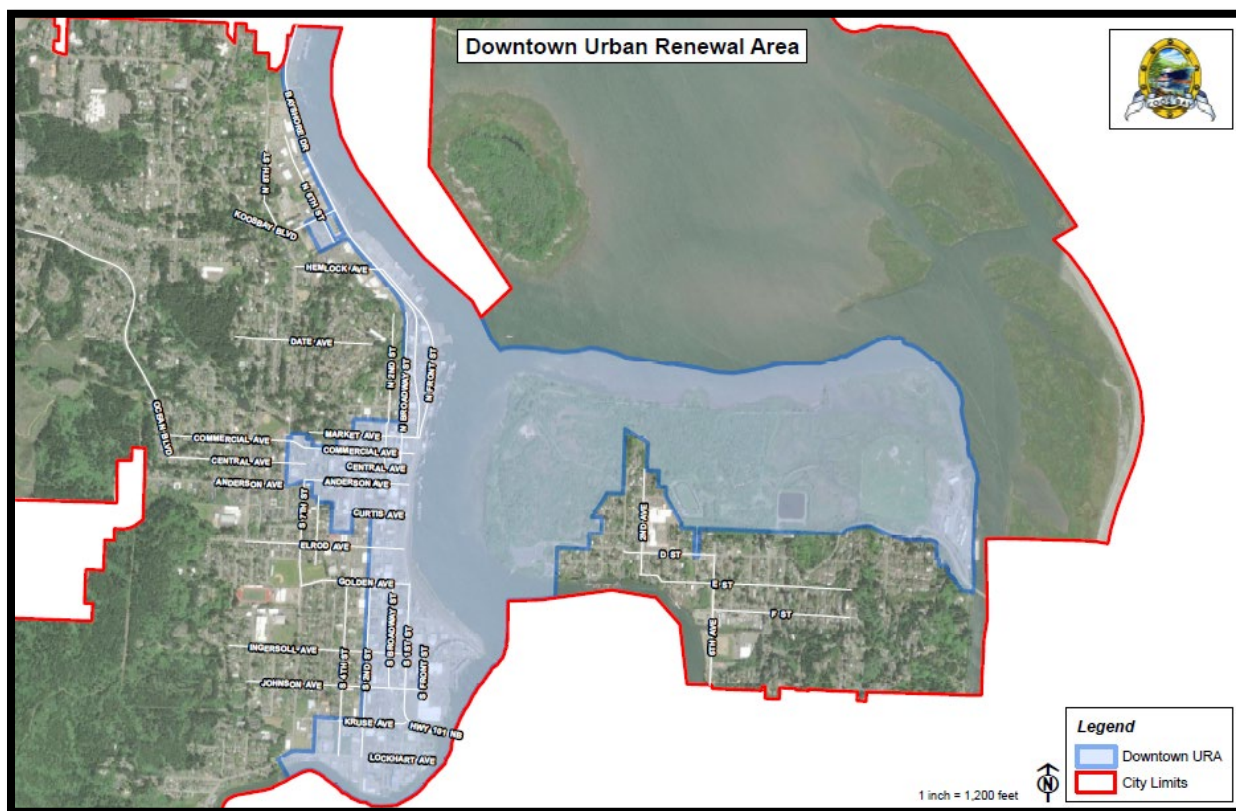 Downtown Urban Renewal Area
COOS BAY
BAYSHORE DR
N 8TH ST
N 6TH ST
KOOSBAY BLVD
HEMLOCK AVE
DATE AVE
N 2ND ST
N BROADWAY ST
N FRONT ST
OCEAN BLVD
MARKET AVE
COMMERCIAL AVE
COMMERCIAL AVE
CENTRAL AVE
CENTRAL AVE
ANDERSON AVE
ANDERSON AVE
S 7TH ST
CURTIS AVE
2ND AVE
ELROD AVE
D ST
GOLDEN AVE
E ST
F ST
S BROADWAY ST
S 1ST ST
6TH AVE
INGERSOLL AVE
S 4TH ST
S 2ND ST
S FRONT ST
JOHNSON AVE
KRUSE AVE
HWY 101 NB
LOCKHART AVE
Legend
Downtown URA
City Limits
N
1 inch = 1,200 feet